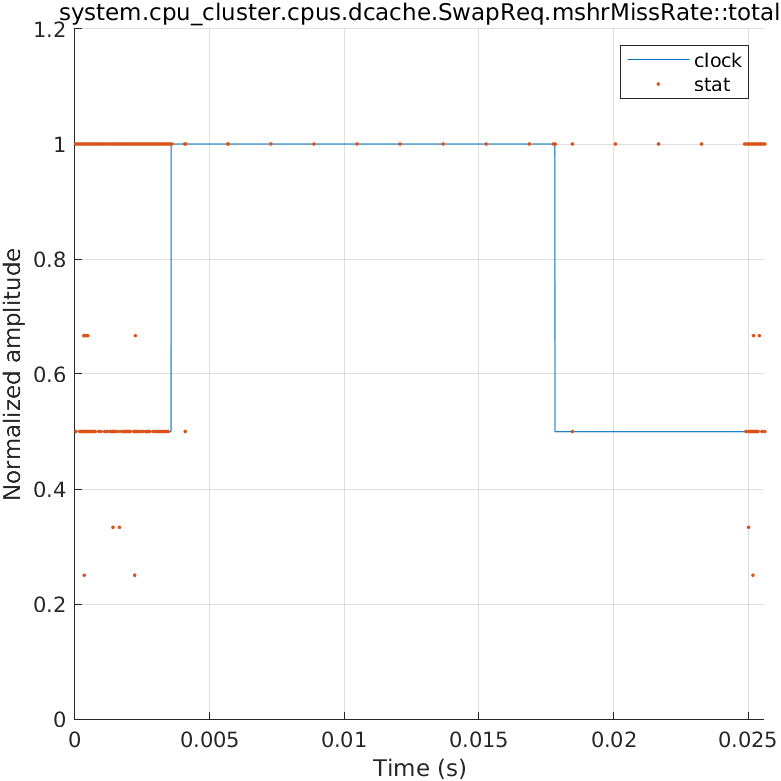 system.cpu_cluster.cpus.dcache.SwapReq.mshrMissRate::total
1.2
1
0.8
0.6
0.4
0.2
0
Normalized amplitude
clock
stat
0
0.005
0.01
0.015
0.02
0.025
Time (s)